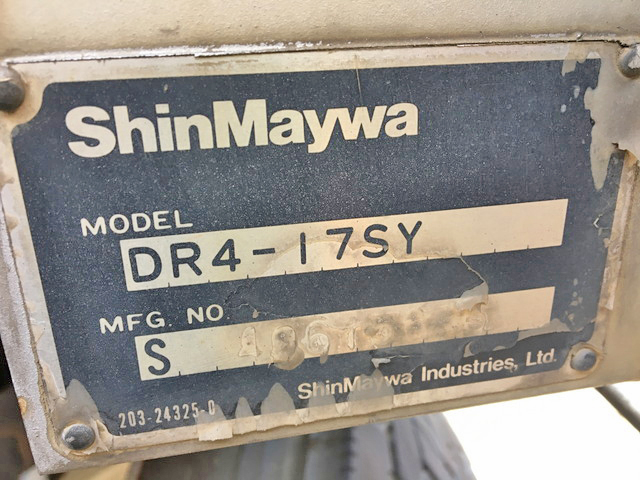 ShinMaywa
MODEL
DR4-17SY
MFG. NO.
S
ShinMaywa Industries, Ltd.
203-24325-0